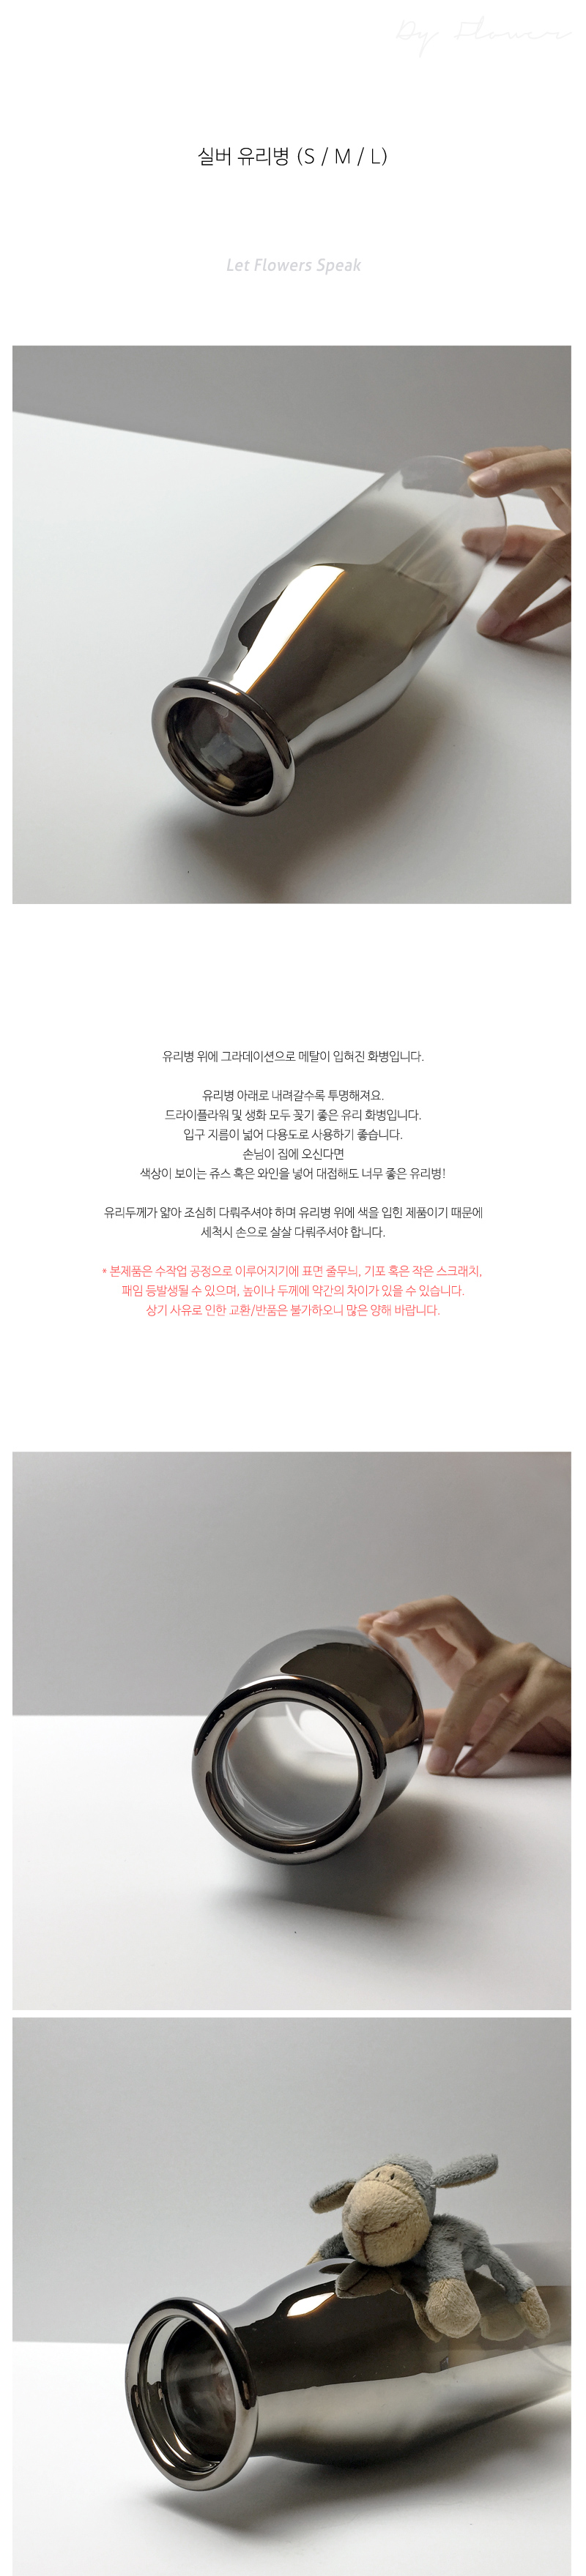 By Flower
실버 유리병 (S / M / L)
Let Flowers Speak
유리병 위에 그라데이션으로 메탈이 입혀진 화병입니다.
유리병 아래로 내려갈수록 투명해져요.
드라이플라워 및 생화 모두 꽂기 좋은 유리 화병입니다.
입구 지름이 넓어 다용도로 사용하기 좋습니다.
손님이 집에 오신다면
색상이 보이는 쥬스 혹은 와인을 넣어 대접해도 너무 좋은 유리병!
유리두께가 얇아 조심히 다뤄주셔야 하며 유리병 위에 색을 입힌 제품이기 때문에
세척시 손으로 살살 다뤄주셔야 합니다.
* 본제품은 수작업 공정으로 이루어지기에 표면 줄무늬, 기포 혹은 작은 스크래치,
패임 등발생될 수 있으며, 높이나 두께에 약간의 차이가 있을 수 있습니다.
상기 사유로 인한 교환/반품은 불가하오니 많은 양해 바랍니다.